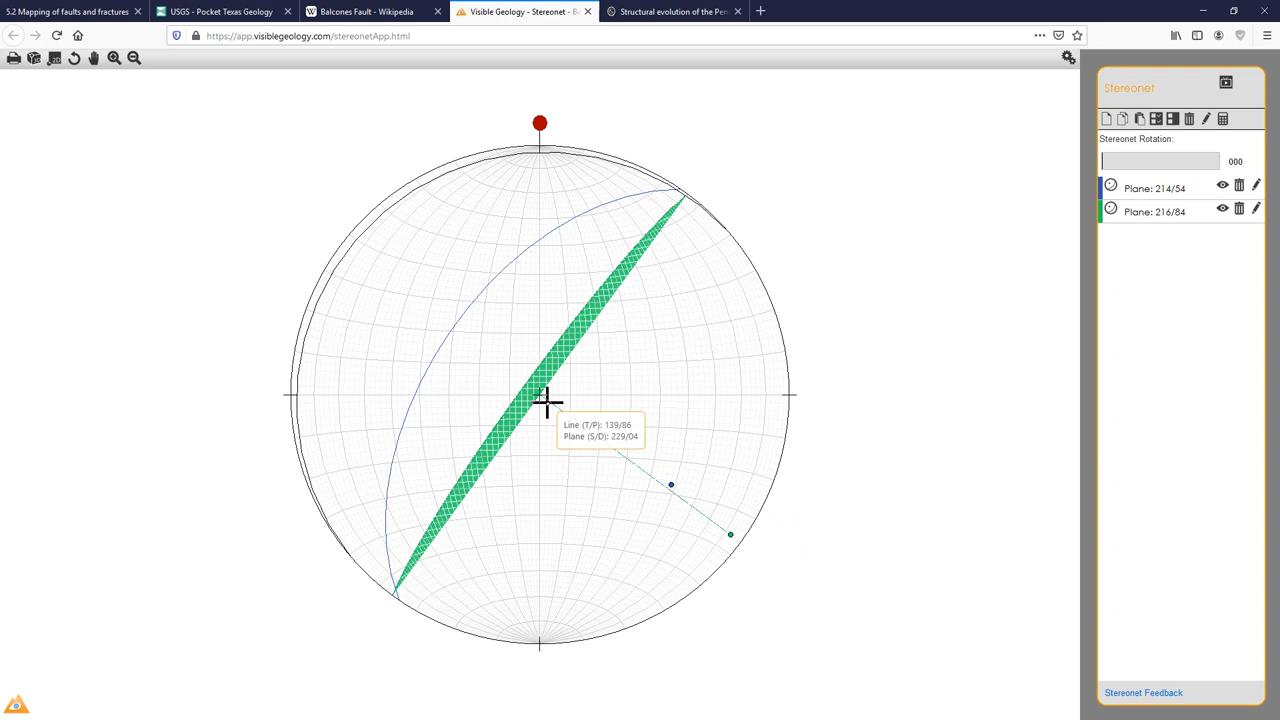 5.2 Mapping of faults and fractures
USGS - Pocket Texas Geology
Balcones Fault - Wikipedia
Visible Geology - Stereonet - Be
Structural evolution of the Pen
https://app.visiblegeology.com/stereonetApp.html
Stereonet
Stereonet Rotation:
000
Plane: 214/54
Plane: 216/84
Line (T/P): 139/86
Plane (S/D): 229/04
Stereonet Feedback